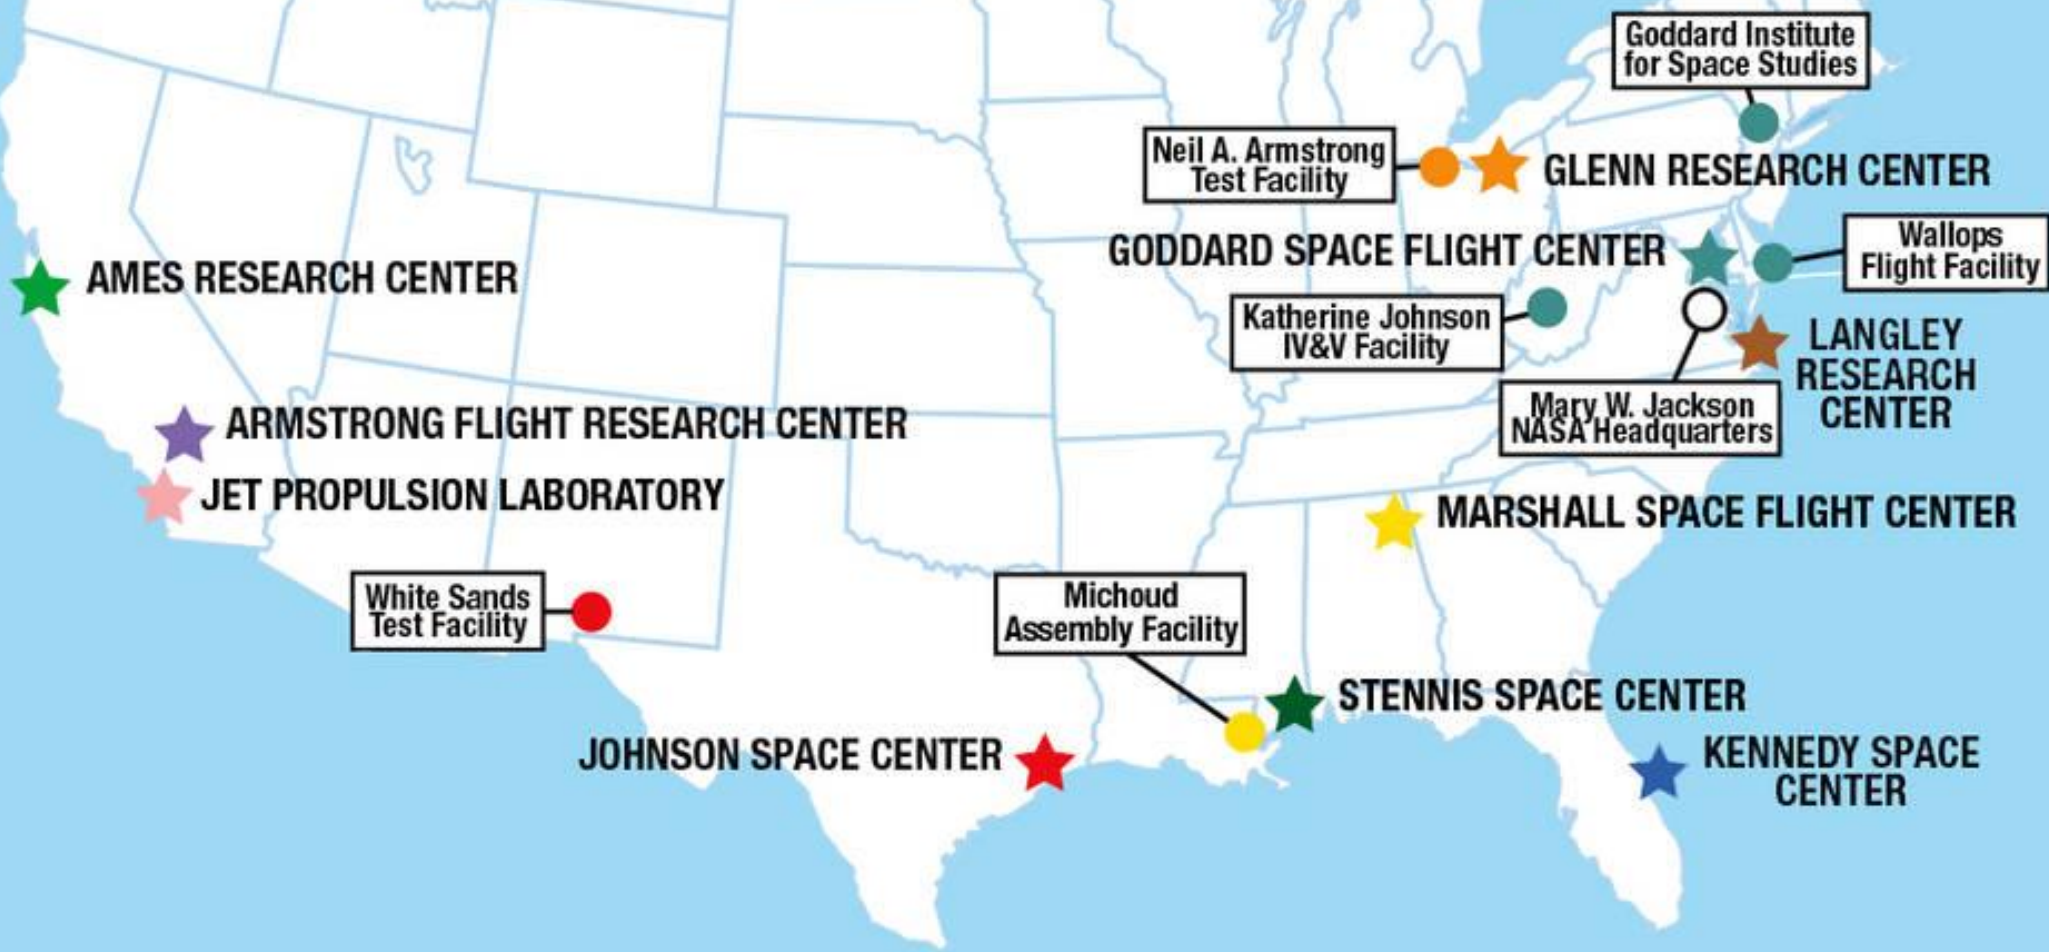 Goddard Institute
for Space Studies
Neil A. Armstrong
Test Facility
GLENN RESEARCH CENTER
GODDARD SPACE FLIGHT CENTER
Wallops
Flight Facility
AMES RESEARCH CENTER
Katherine Johnson
IV&V Facility
LANGLEY
RESEARCH
CENTER
Mary W. Jackson
NASA Headquarters
ARMSTRONG FLIGHT RESEARCH CENTER
JET PROPULSION LABORATORY
MARSHALL SPACE FLIGHT CENTER
White Sands
Test Facility
Michoud
Assembly Facility
STENNIS SPACE CENTER
JOHNSON SPACE CENTER
KENNEDY SPACE
CENTER